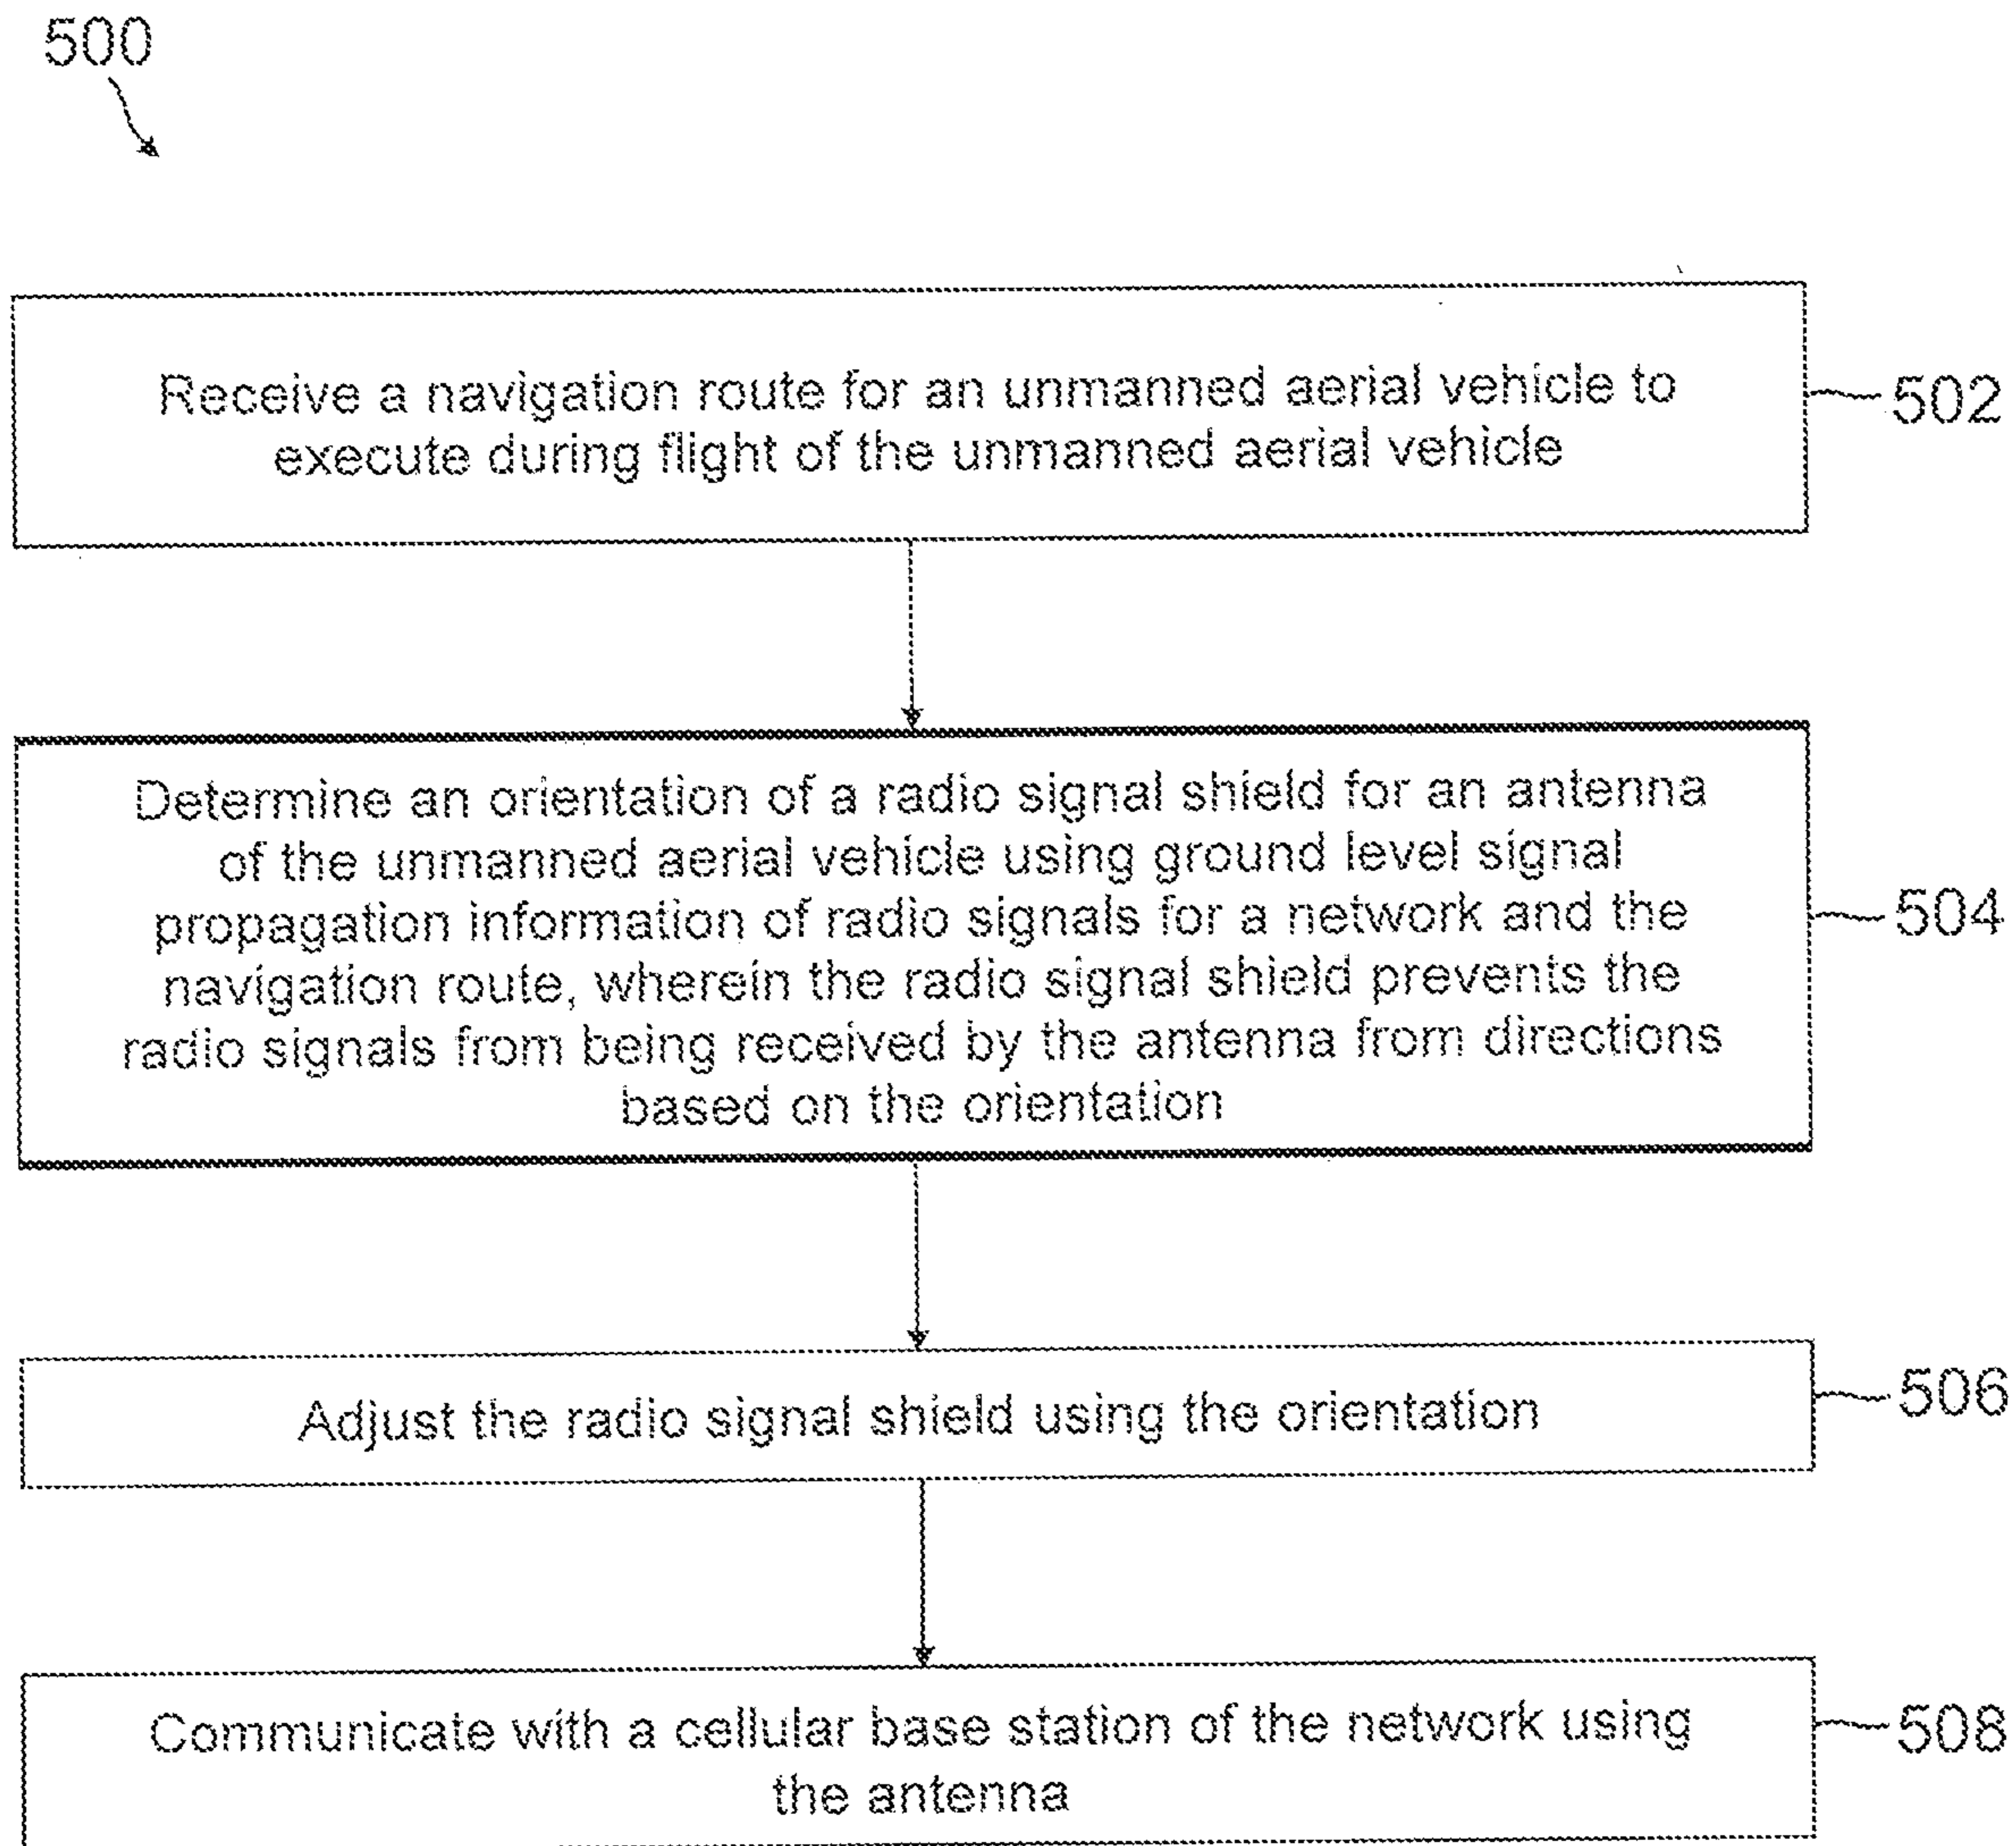 500
Receive a navigation route for an unmanned aerial vehicle to
execute during flight of the unmanned aerial vehicle
502
Determine an orientation of a radio signal shield for an antenna
of the unmanned aerial vehicle using ground level signal
propagation information of radio signals for a network and the
navigation route, wherein the radio signal shield prevents the
radio signals from being received by the antenna from directions
based on the orientation
504
Adjust the radio signal shield using the orientation
506
Communicate with a cellular base station of the network using
the antenna
508